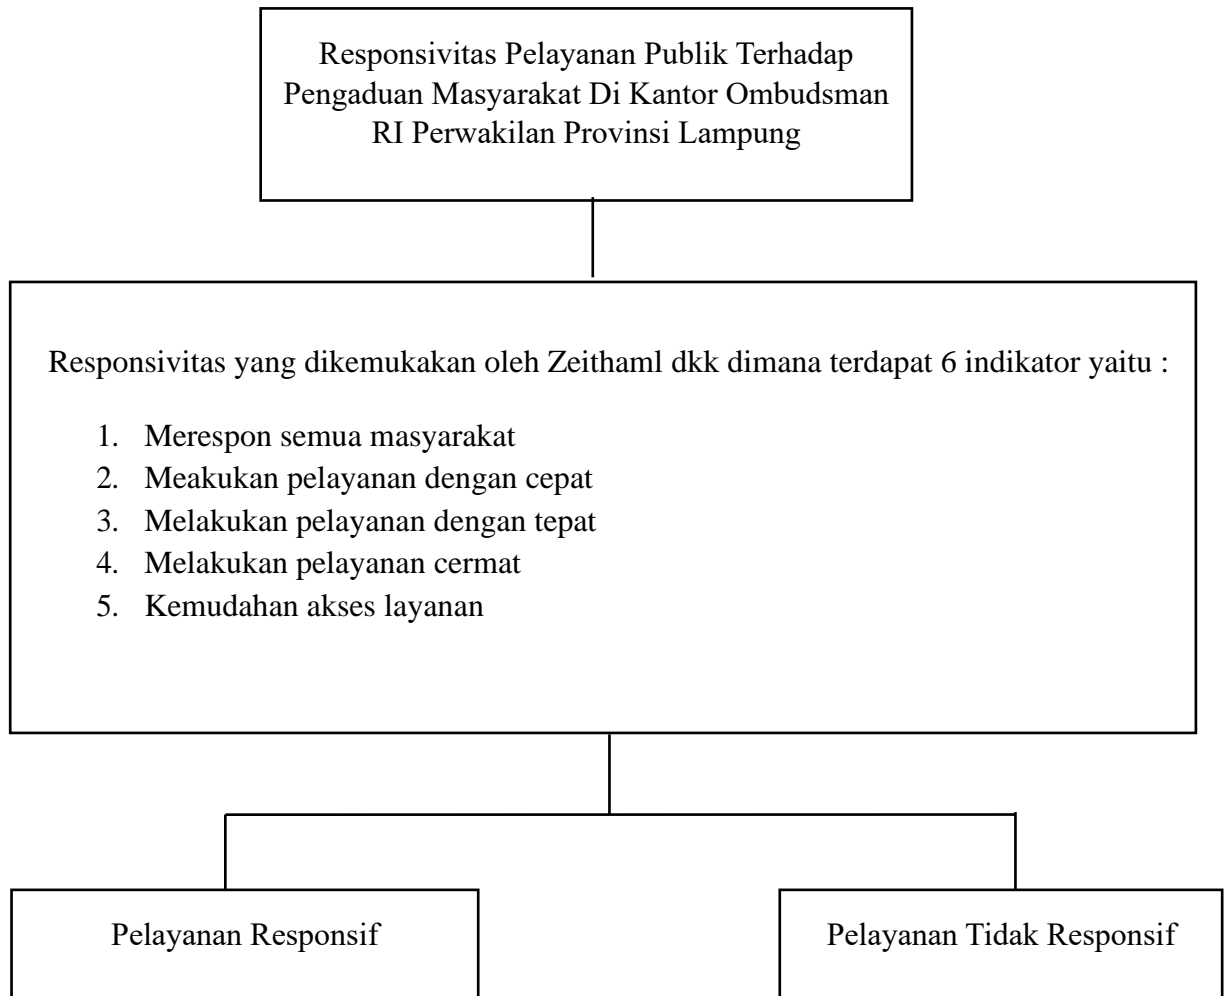 Responsivitas Pelayanan Publik Terhadap
Pengaduan Masyarakat Di Kantor Ombudsman
RI Perwakilan Provinsi Lampung
Responsivitas yang dikemukakan oleh Zeithaml dkk dimana terdapat 6 indikator yaitu :
1. Merespon semua masyarakat
2. Meakukan pelayanan dengan cepat
3. Melakukan pelayanan dengan tepat
4. Melakukan pelayanan cermat
5. Kemudahan akses layanan
Pelayanan Responsif
Pelayanan Tidak Responsif